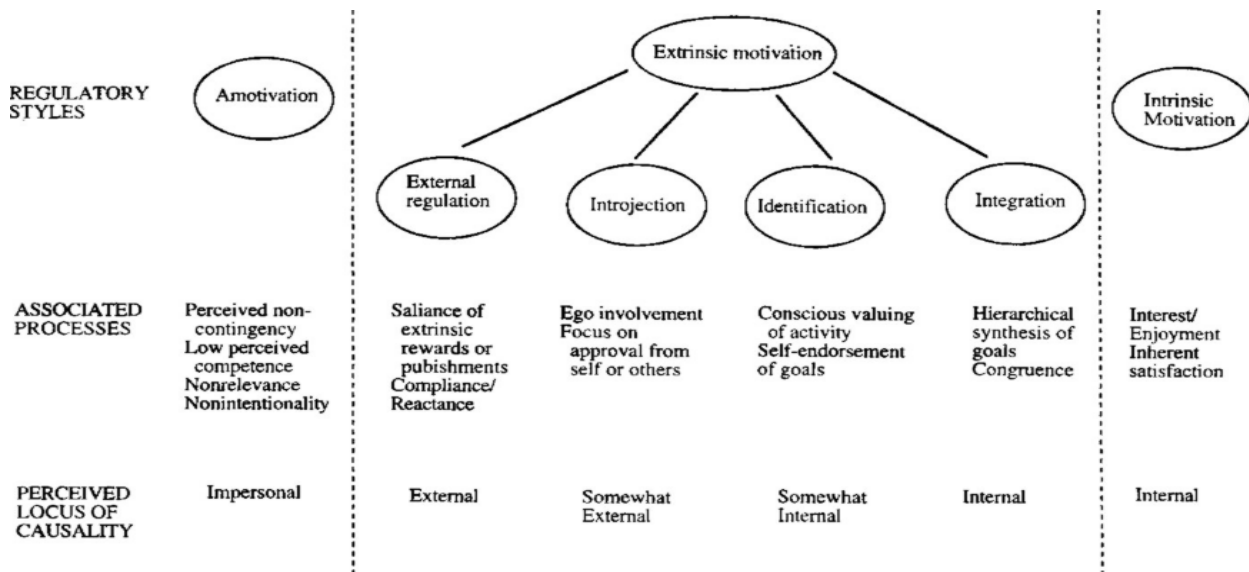 REGULATORY
STYLES
Amotivation
Extrinsic motivation
Intrinsic
Motivation
External
regulation
Introjection
Identification
Integration
ASSOCIATED
PROCESSES
Perceived non-
contingency
Low perceived
competence
Nonrelevance
Nonintentionality
Saliance of
extrinsic
rewards or
pubishments
Compliance/
Reactance
Ego involvement
Focus on
approval from
self or others
Conscious valuing
of activity
Self-endorsement
of goals
Hierarchical
synthesis of
goals
Congruence
Interest/
Enjoyment
Inherent
satisfaction
PERCEIVED
LOCUS OF
CAUSALITY
Impersonal
External
Somewhat
External
Somewhat
Internal
Internal
Internal